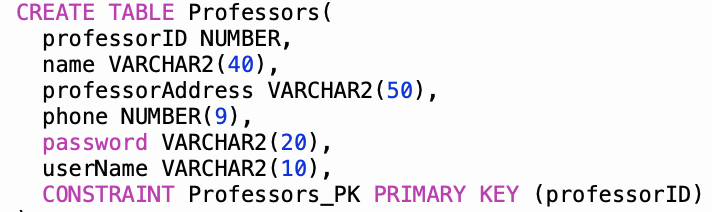 CREATE TABLE Professors(
professorID NUMBER,
name VARCHAR2(40),
professorAddress VARCHAR2(50),
phone NUMBER(9),
password VARCHAR2(20),
userName VARCHAR2(10),
CONSTRAINT Professors_PK PRIMARY KEY (professorID)